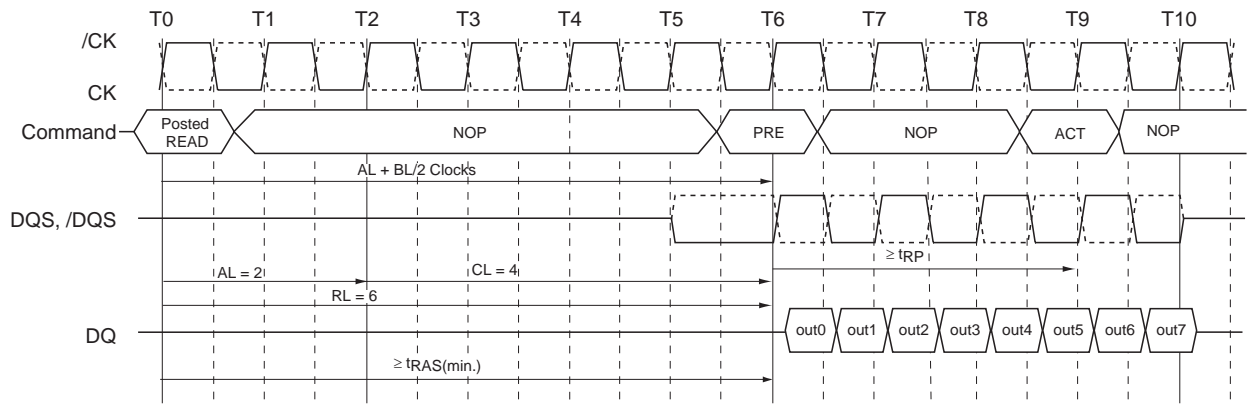 T0 T1 T2 T3 T4 T5 T6 T7 T8 T9 T10
/CK
CK
Command
Posted READ
NOP
PRE
NOP
ACT
NOP
AL + BL/2 Clocks
DQS, /DQS
≥ tRP
AL = 2
CL = 4
RL = 6
DQ
out0 out1 out2 out3 out4 out5 out6 out7
≥ tRAS(min.)